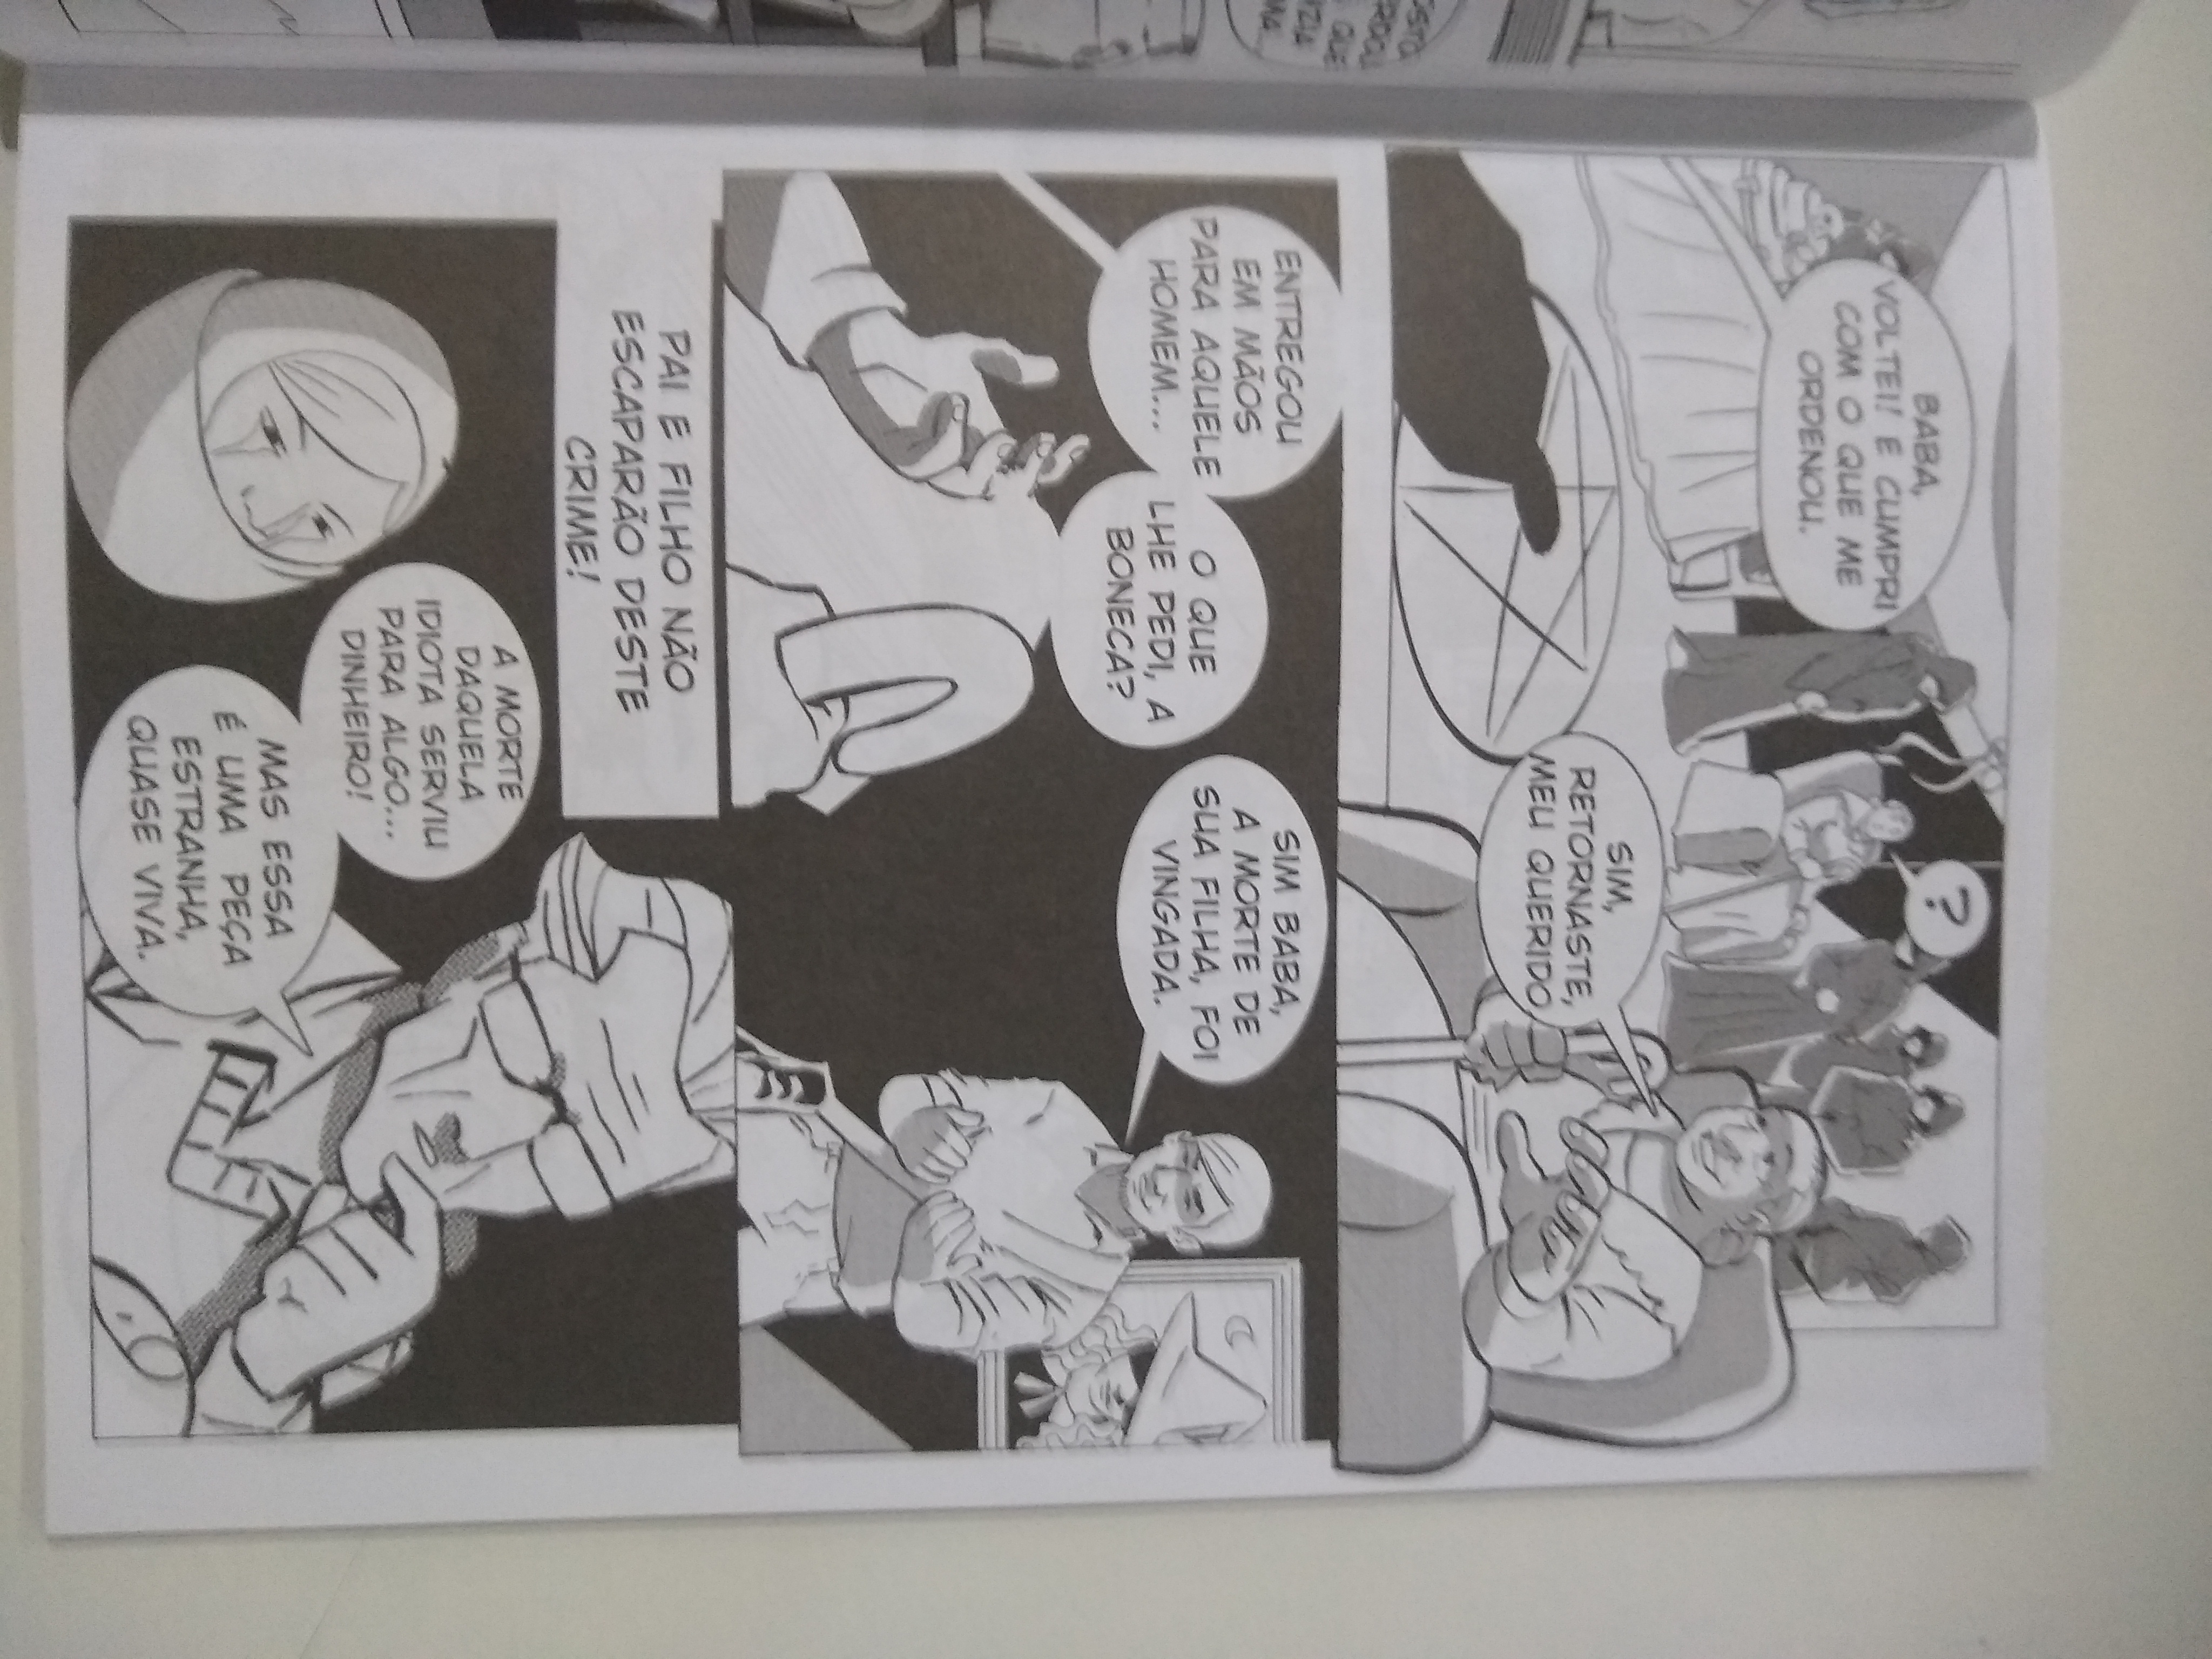 BABA,
VOLTEI! E CUMPRI
COM O QUE ME
ORDENOU.
?
SIM,
RETORNASTE,
MEU QUERIDO
ENTREGOU
EM MÃOS
PARA AQUELE
HOMEM...
O QUE
LHE PEDI, A
BONECA?
SIM BABA,
A MORTE DE
SUA FILHA, FOI
VINGADA.
PAI E FILHO NÃO
ESCAPARÃO DESTE
CRIME!
A MORTE
DAQUELA
IDIOTA SERVIU
PARA ALGO...
DINHEIRO!
MAS ESSA
É UMA PEÇA
ESTRANHA,
QUASE VIVA.
QUE